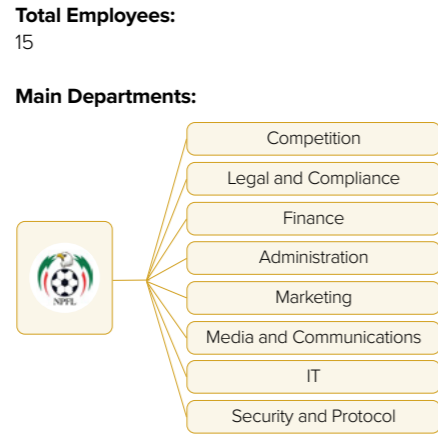 Total Employees:
15
Main Departments:
Competition
Legal and Compliance
Finance
Administration
NPFL
Marketing
Media and Communications
IT
Security and Protocol